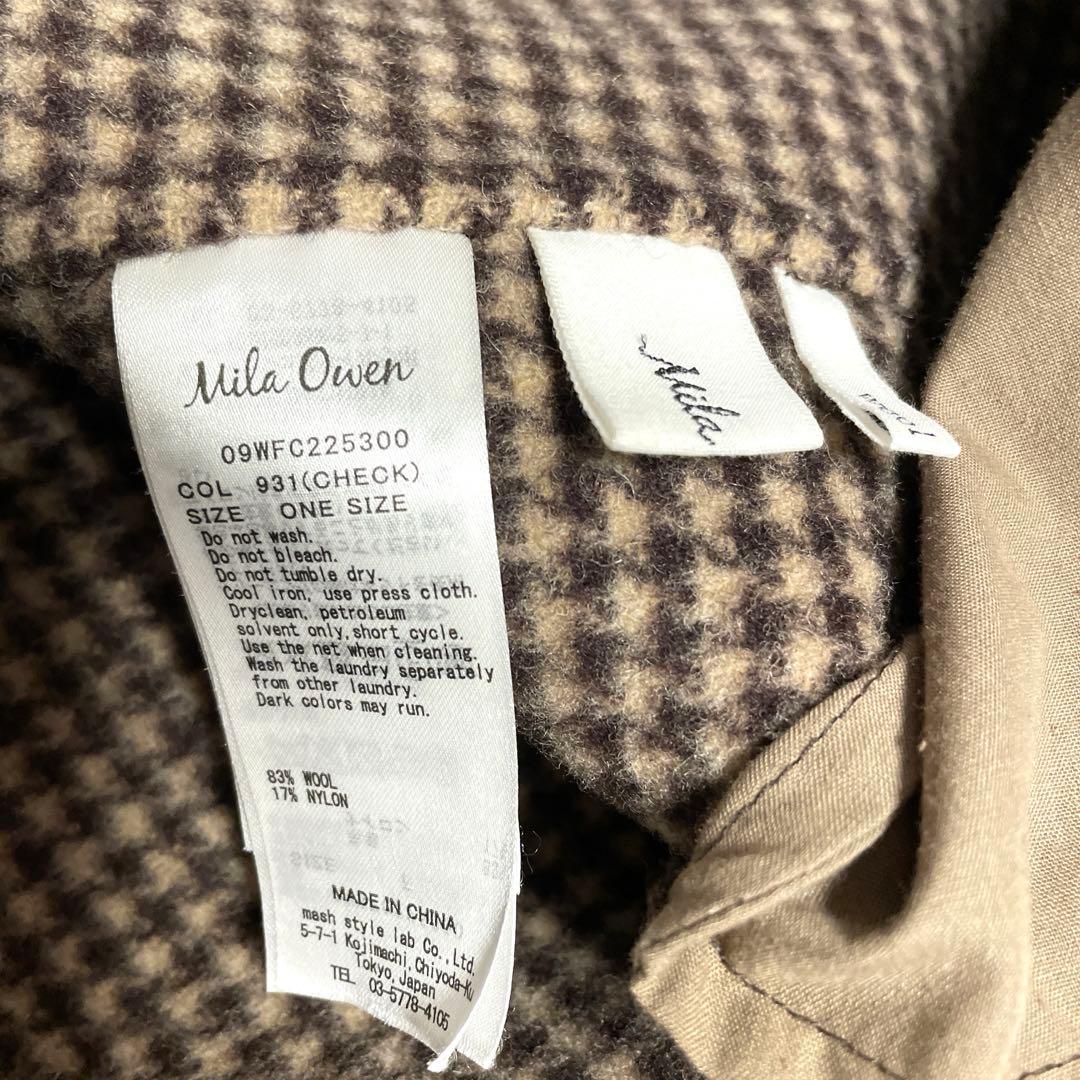 Mila Owen
09WFC225300
COL 931(CHECK)
SIZE ONE SIZE
Do not wash.
Do not bleach.
Do not tumble dry.
Cool iron, use press cloth.
Dryclean, petroleum
solvent only,short cycle.
Use the net when cleaning.
Wash the laundry separately
from other laundry.
Dark colors may run.
83% WOOL
17% NYLON
MADE IN CHINA
mash style lab Co.,Ltd.
5-7-1 Kojimachi,Chiyoda-Ku
Tokyo,Japan
TEL 03-5778-4105
Mila